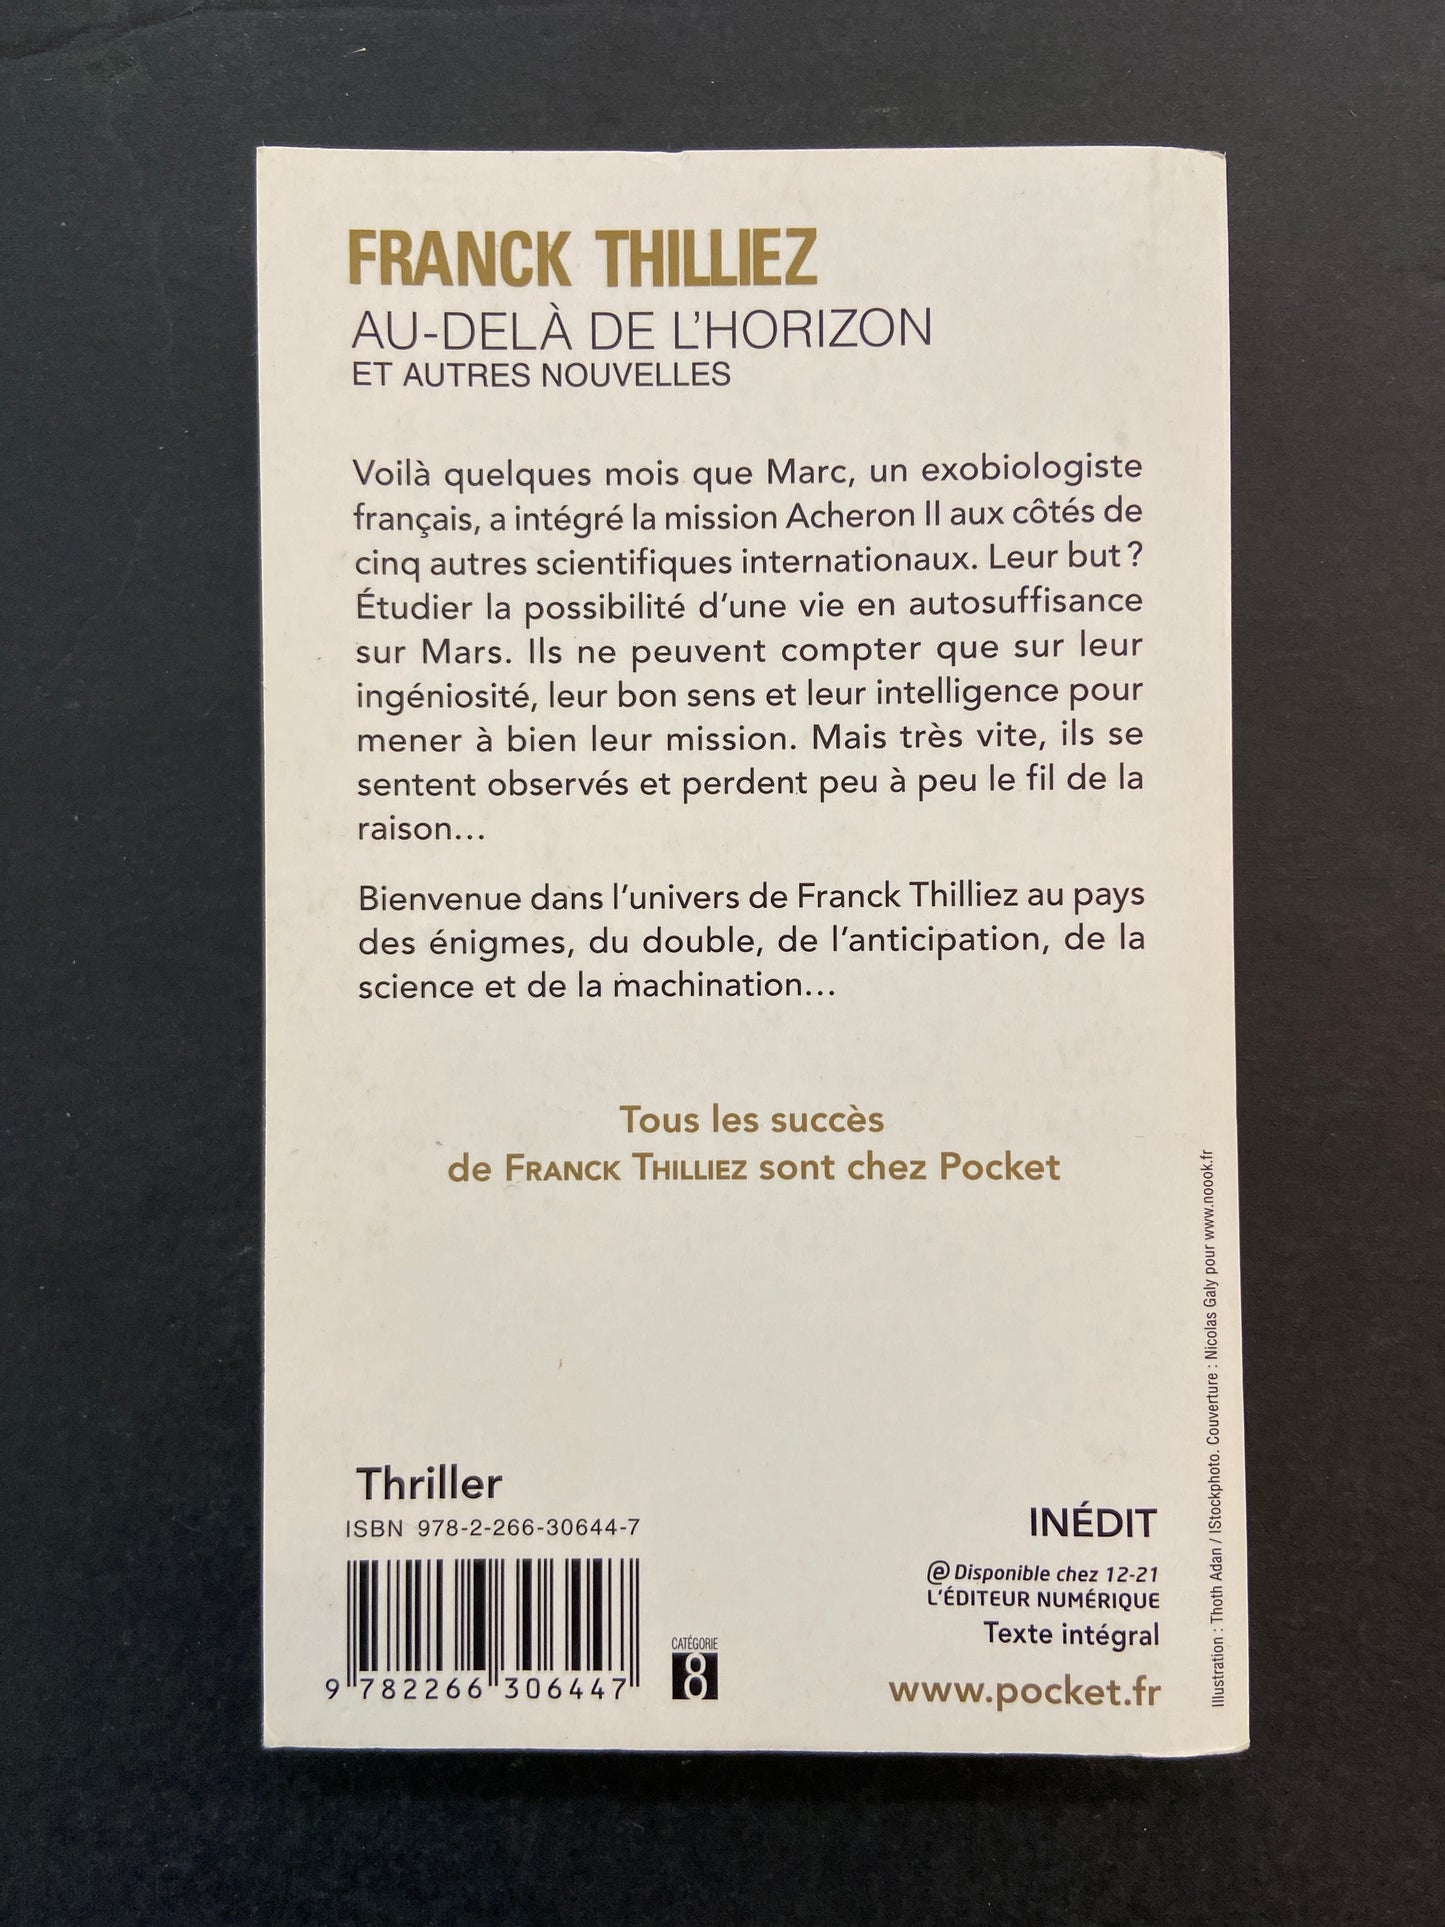 FRANCK THILLIEZ
AU-DELÀ DE L'HORIZON
ET AUTRES NOUVELLES
Voilà quelques mois que Marc, un exobiologiste
français, a intégré la mission Acheron II aux côtés de
cinq autres scientifiques internationaux. Leur but ?
Étudier la possibilité d'une vie en autosuffisance
sur Mars. Ils ne peuvent compter que sur leur
ingéniosité, leur bon sens et leur intelligence pour
mener à bien leur mission. Mais très vite, ils se
sentent observés et perdent peu à peu le fil de la
raison…
Bienvenue dans l'univers de Franck Thilliez au pays
des énigmes, du double, de l'anticipation, de la
science et de la machination…
Tous les succès
de FRANCK THILLIEZ sont chez Pocket
Thriller
ISBN 978-2-266-30644-7
9 782266 306447
CATÉGORIE
8
INÉDIT
@ Disponible chez 12-21
L'ÉDITEUR NUMÉRIQUE
Texte intégral
www.pocket.fr
Illustration : Thoth Adan / IStockphoto. Couverture : Nicolas Galy pour www.noook.fr